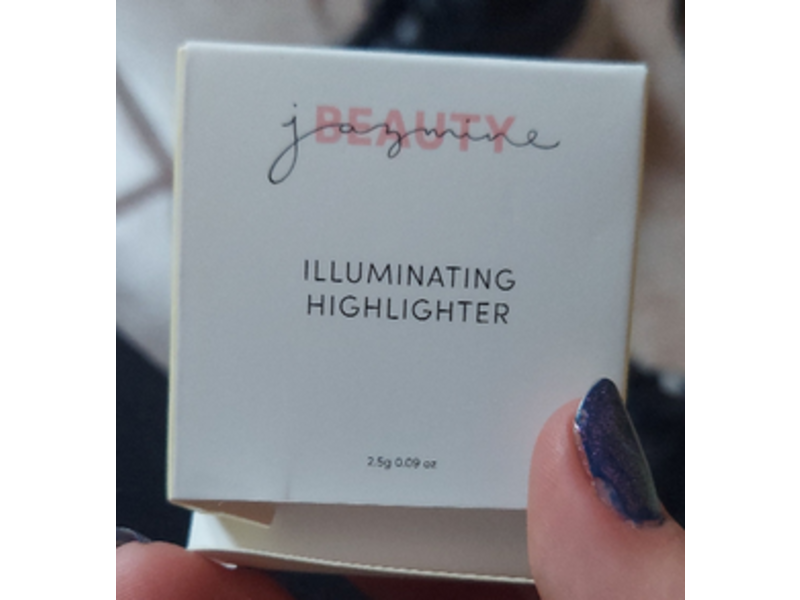 jazmine BEAUTY
ILLUMINATING
HIGHLIGHTER
2.5g 0.09 oz